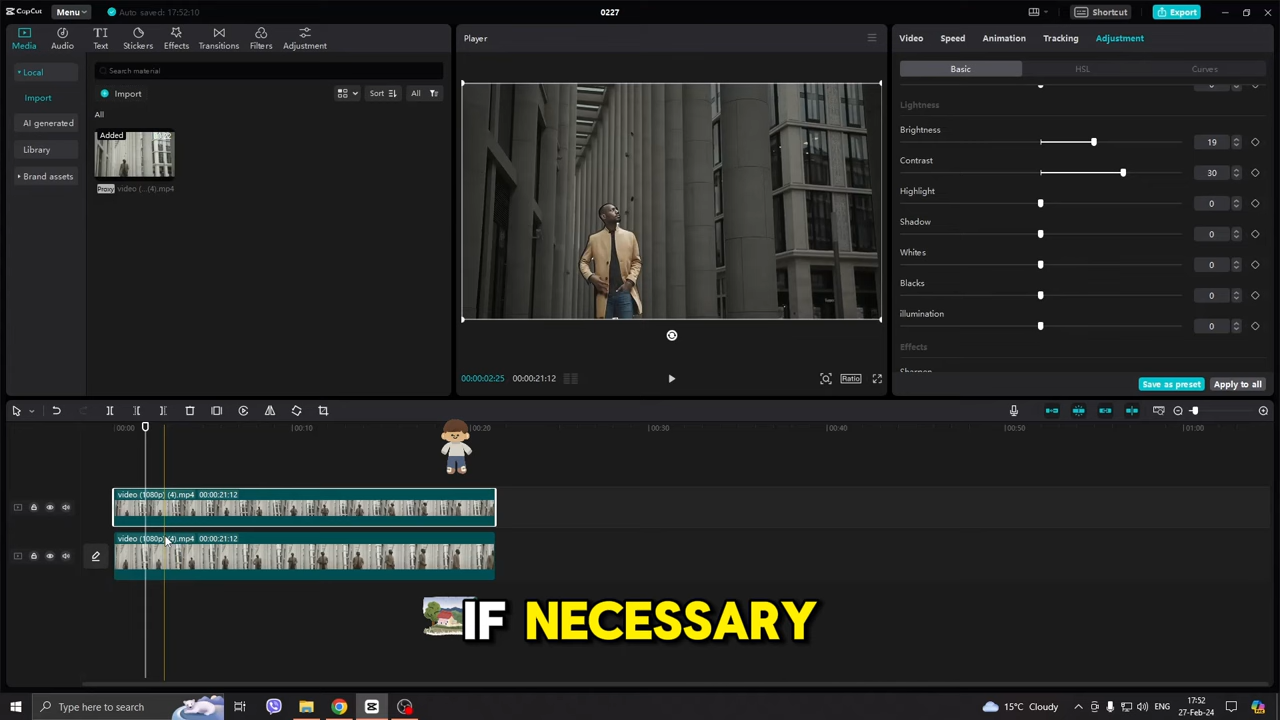 CapCut
Menu
Auto saved: 17:52:10
0227
Shortcut
Export
Media
Audio
Text
Stickers
Effects
Transitions
Filters
Adjustment
Local
Import
AI generated
Library
Brand assets
Search material
Import
Sort
All
All
Added
Proxy
video (...(4).mp4
Player
00:00:02:25
00:00:21:12
Ratio
Video
Speed
Animation
Tracking
Adjustment
Basic
HSL
Curves
Lightness
Brightness
19
Contrast
30
Highlight
0
Shadow
0
Whites
0
Blacks
0
illumination
0
Effects
Save as preset
Apply to all
00:00
00:10
00:20
00:30
00:40
00:50
01:00
video (1080p) (4).mp4 00:00:21:12
video (1080p) (4).mp4 00:00:21:12
IF NECESSARY
Type here to search
15°C Cloudy
17:52
27-Feb-24